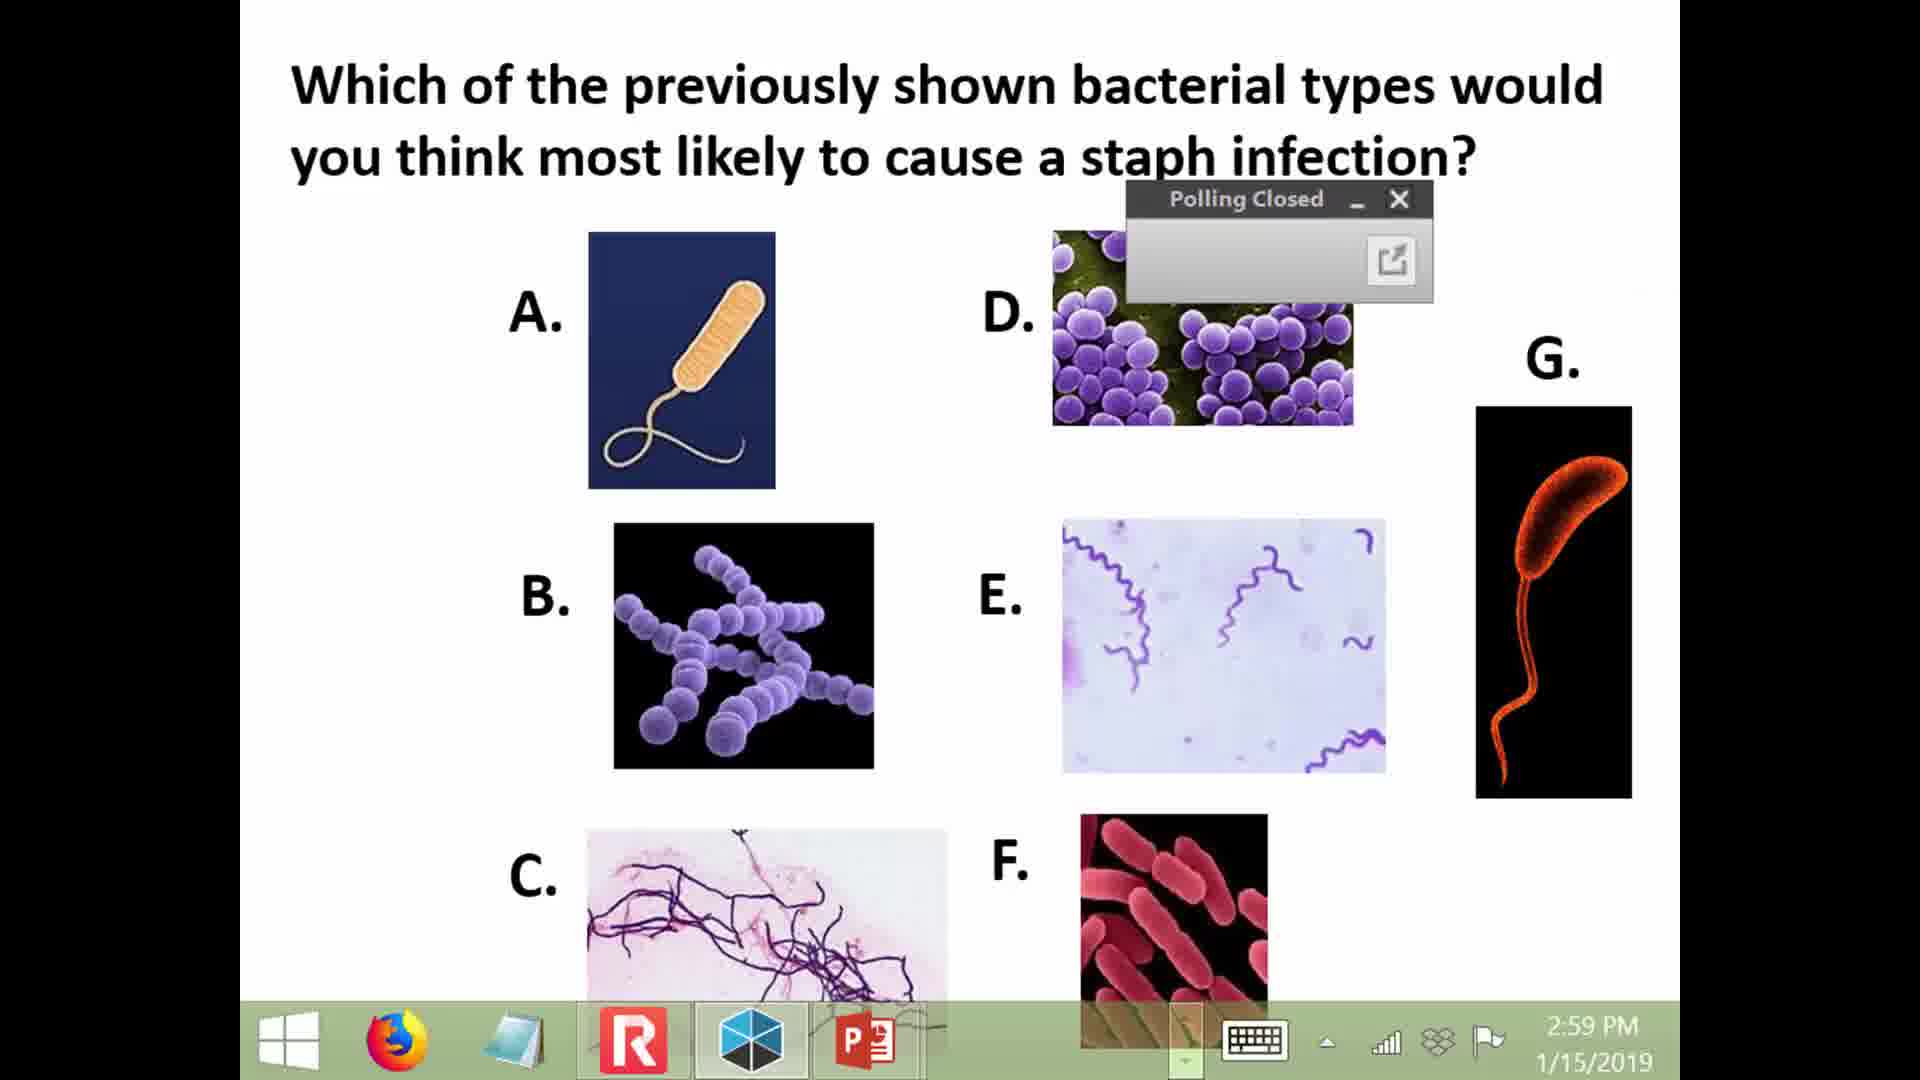 Which of the previously shown bacterial types would
you think most likely to cause a staph infection?
Polling Closed
A.
D.
G.
B.
E.
C.
F.
R
P
2:59 PM
1/15/2019